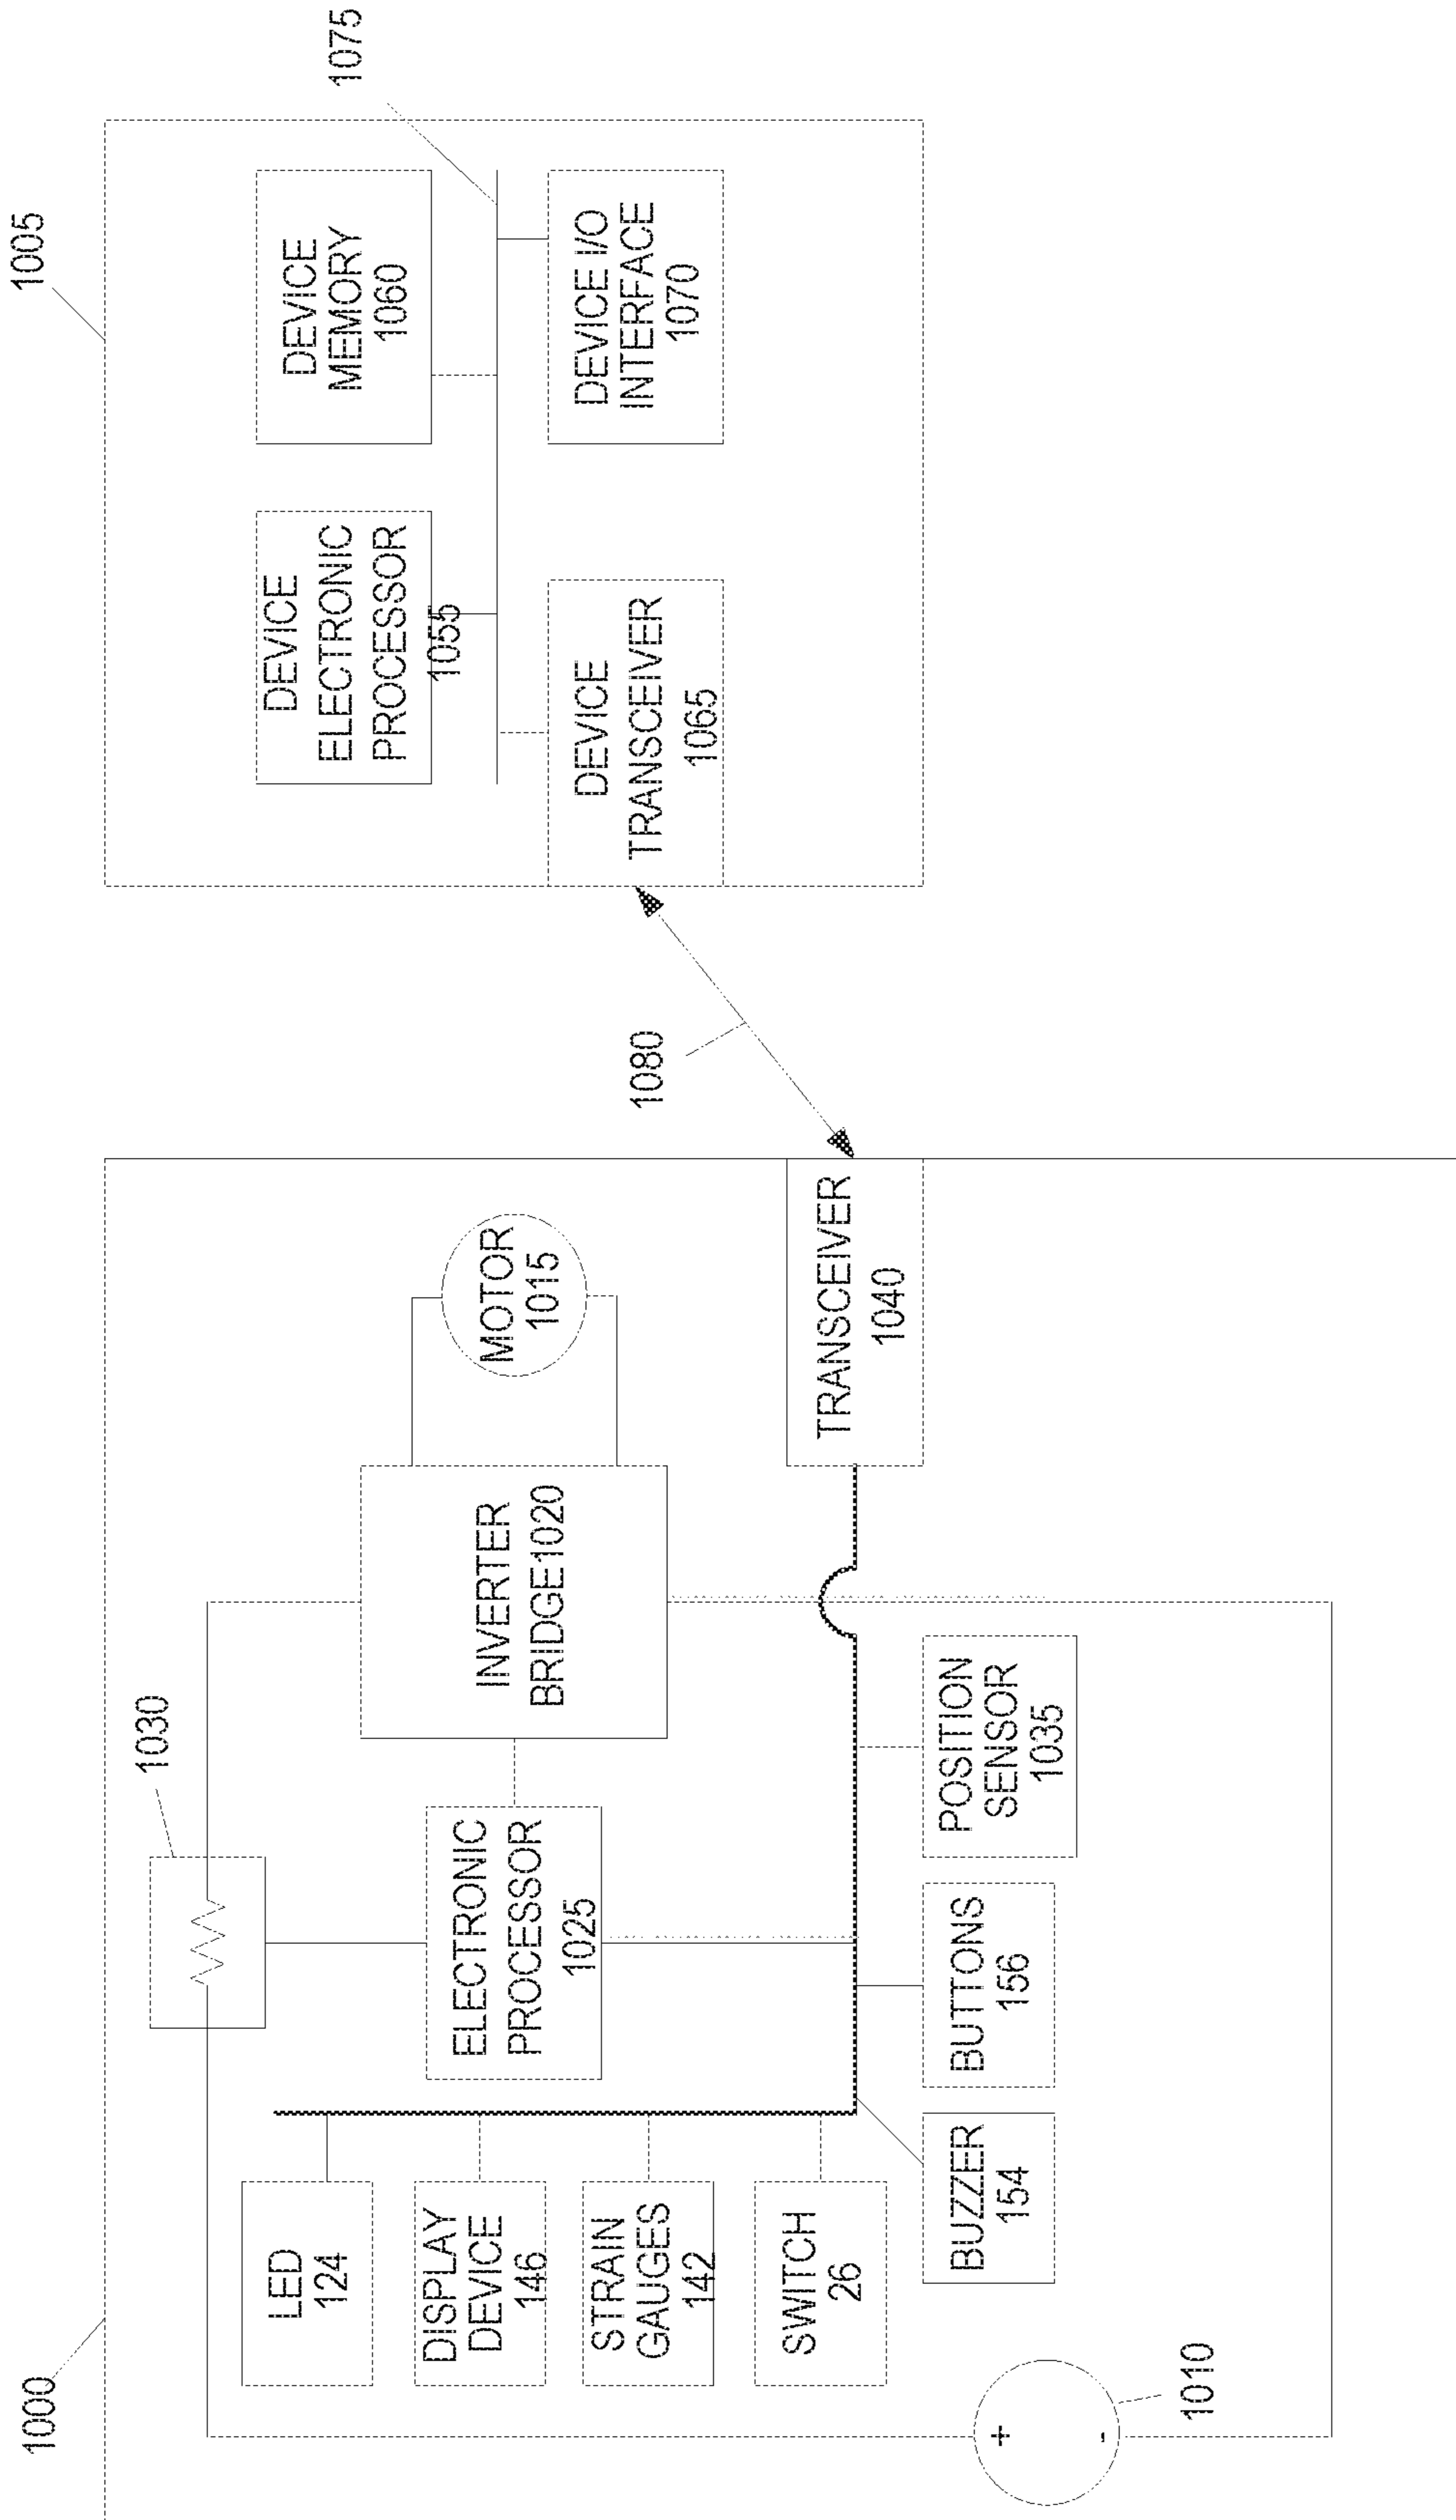 1000
1005
1030
1075
LED
124
DISPLAY
DEVICE
146
STRAIN
GAUGES
142
SWITCH
26
BUZZER
154
BUTTONS
156
POSITION
SENSOR
1035
ELECTRONIC
PROCESSOR
1025
INVERTER
BRIDGE1020
MOTOR
1015
TRANSCEIVER
1040
+
-
1010
1080
DEVICE
ELECTRONIC
PROCESSOR
1055
DEVICE
MEMORY
1060
DEVICE
TRANSCEIVER
1065
DEVICE I/O
INTERFACE
1070